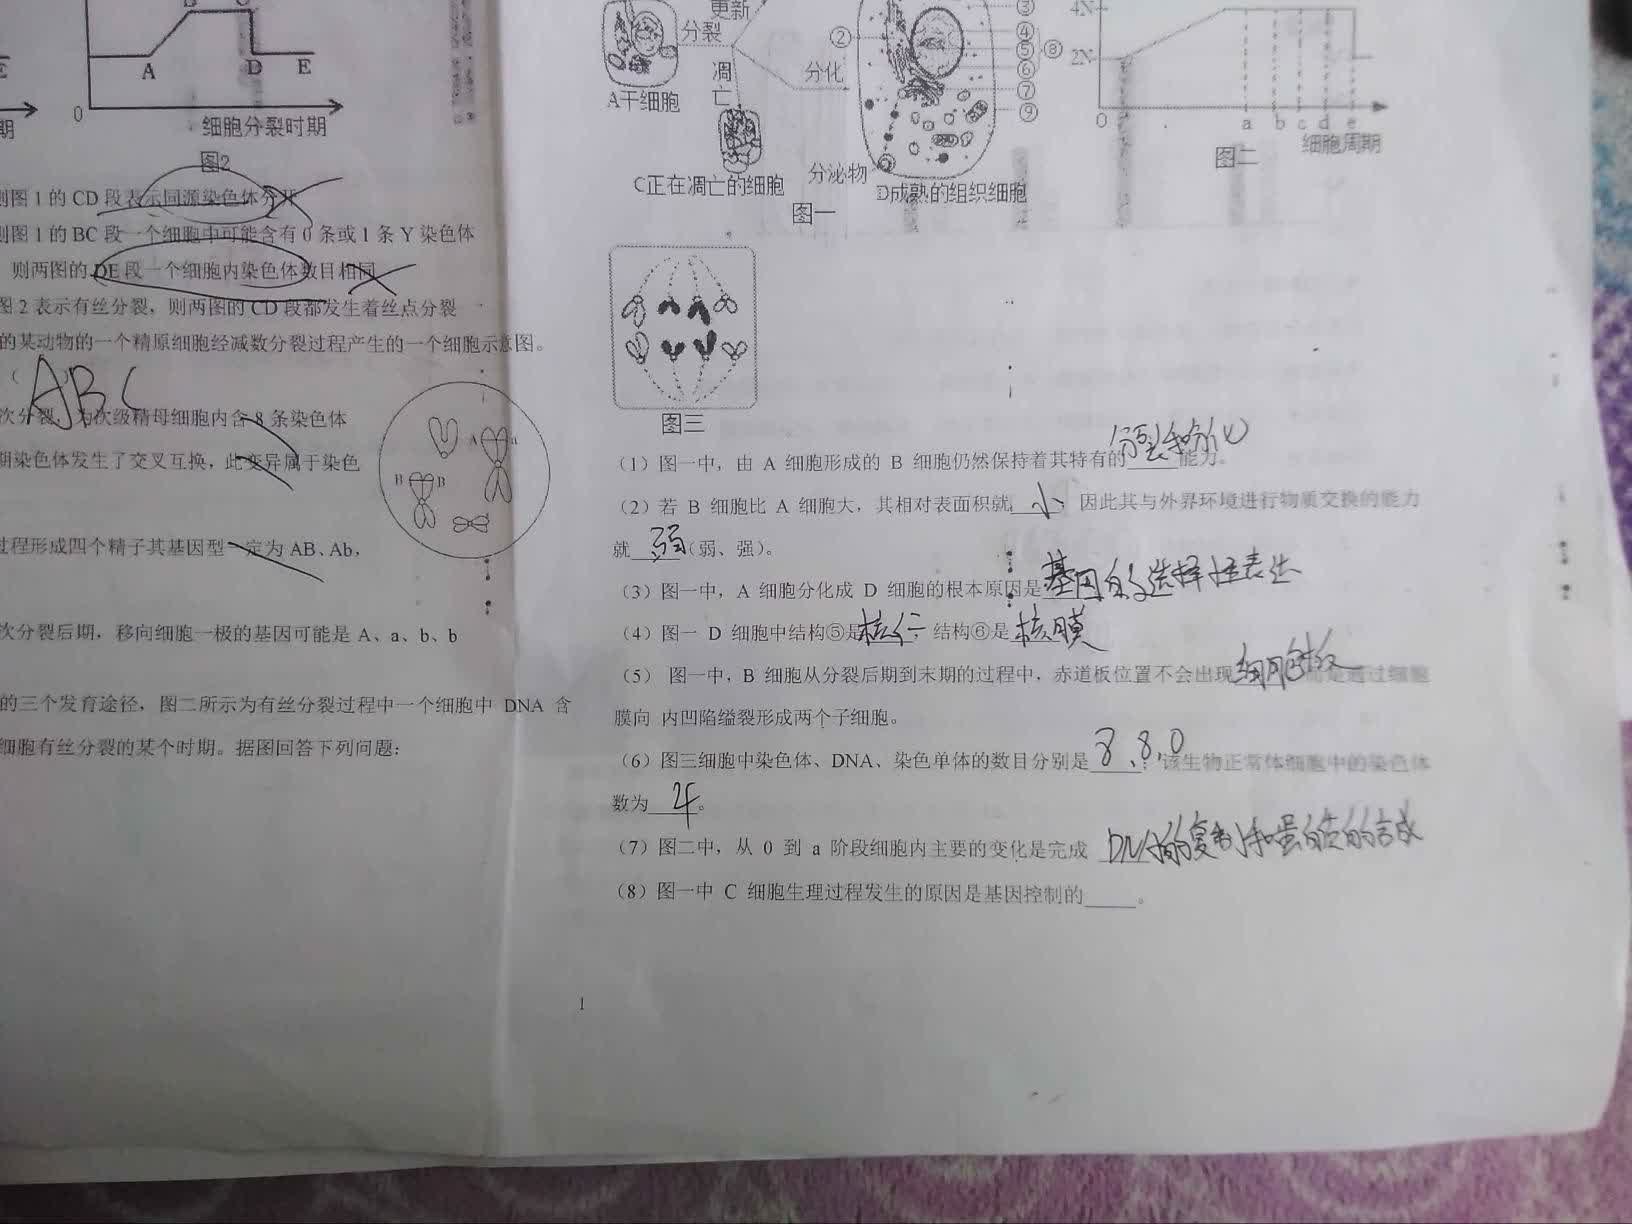 B
C
A
D
E
0
细胞分裂时期
期
图2
则图1的CD段表示同源染色体分开
则图1的BC段一个细胞中可能含有0条或1条Y染色体
则两图的DE段一个细胞内染色体数目相同
图2表示有丝分裂,则两图的CD段都发生着丝点分裂
的某动物的一个精原细胞经减数分裂过程产生的一个细胞示意图。
( ABC
次分裂,为次级精母细胞内含8条染色体
期染色体发生了交叉互换,此变异属于染色
A a
B B
过程形成四个精子其基因型一定为AB、Ab,
次分裂后期,移向细胞一极的基因可能是A、a、b、b
的三个发育途径,图二所示为有丝分裂过程中一个细胞中 DNA 含
细胞有丝分裂的某个时期。据图回答下列问题:
1
更新
分裂
分化
凋亡
A干细胞
C正在凋亡的细胞
分泌物
D成熟的组织细胞
② ③ ④ ⑤ ⑥ ⑦ ⑧ ⑨
图一
4N
2N
0 a b c d e
细胞周期
图二
图三
(1)图一中,由 A 细胞形成的 B 细胞仍然保持着其特有的分裂和分化能力。
(2)若 B 细胞比 A 细胞大,其相对表面积就小,因此其与外界环境进行物质交换的能力
就弱(弱、强)。
(3)图一中,A 细胞分化成 D 细胞的根本原因是基因的选择性表达
(4)图一 D 细胞中结构⑤是核仁 结构⑥是核膜
(5) 图一中,B 细胞从分裂后期到末期的过程中,赤道板位置不会出现细胞板 而是通过细胞
膜向 内凹陷缢裂形成两个子细胞。
(6)图三细胞中染色体、DNA、染色单体的数目分别是8、8、0 该生物正常体细胞中的染色体
数为 4。
(7)图二中,从 0 到 a 阶段细胞内主要的变化是完成 DNA的复制和蛋白质的合成
(8)图一中 C 细胞生理过程发生的原因是基因控制的____。